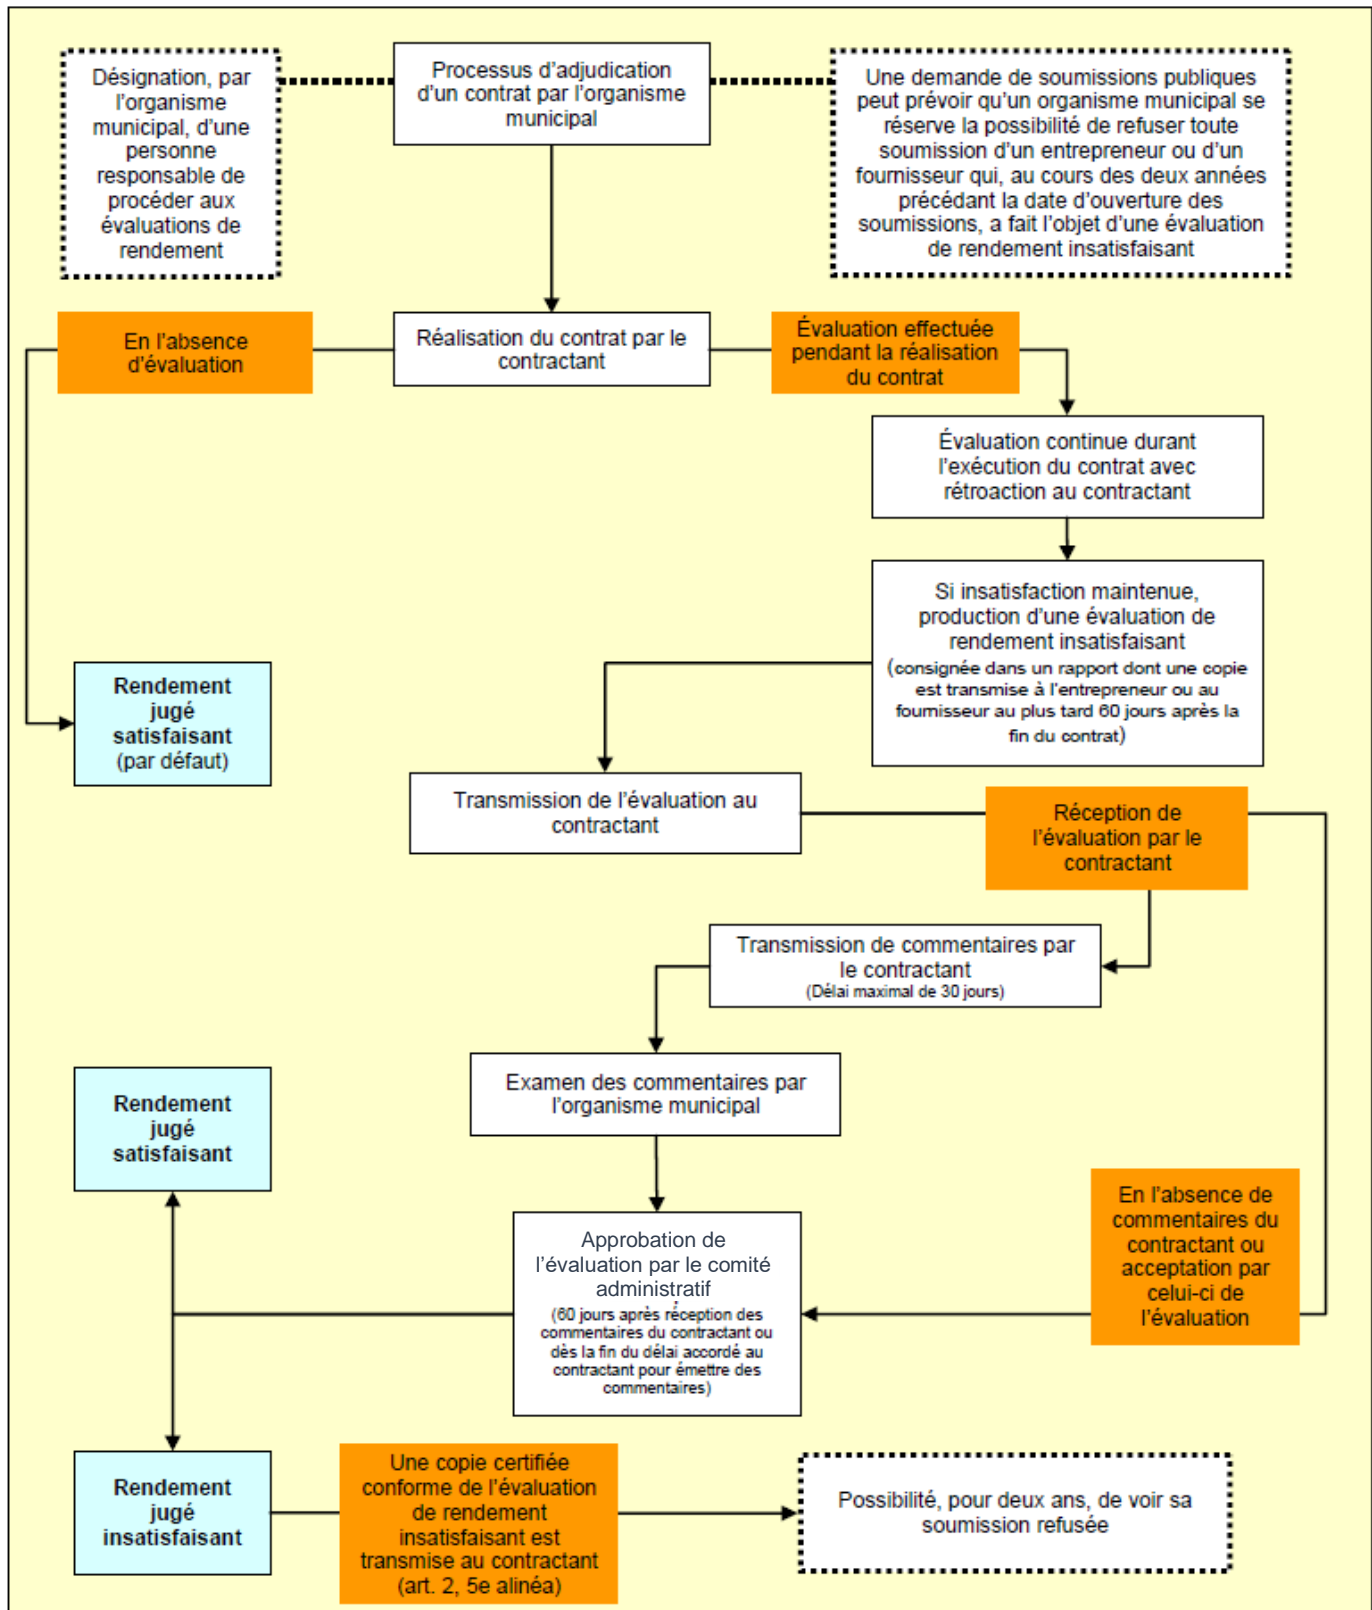 Désignation, par
l'organisme
municipal, d'une
personne
responsable de
procéder aux
évaluations de
rendement
Processus d'adjudication
d'un contrat par l'organisme
municipal
Une demande de soumissions publiques
peut prévoir qu'un organisme municipal se
réserve la possibilité de refuser toute
soumission d'un entrepreneur ou d'un
fournisseur qui, au cours des deux années
précédant la date d'ouverture des
soumissions, a fait l'objet d'une évaluation
de rendement insatisfaisant
En l'absence
d'évaluation
Réalisation du contrat par le
contractant
Évaluation effectuée
pendant la réalisation
du contrat
Évaluation continue durant
l'exécution du contrat avec
rétroaction au contractant
Si insatisfaction maintenue,
production d'une évaluation de
rendement insatisfaisant
(consignée dans un rapport dont une copie
est transmise à l'entrepreneur ou au
fournisseur au plus tard 60 jours après la
fin du contrat)
Rendement
jugé
satisfaisant
(par défaut)
Transmission de l'évaluation au
contractant
Réception de
l'évaluation par le
contractant
Transmission de commentaires par
le contractant
(Délai maximal de 30 jours)
Examen des commentaires par
l'organisme municipal
Rendement
jugé
satisfaisant
Approbation de
l'évaluation par le comité
administratif
(60 jours après réception des
commentaires du contractant ou
dès la fin du délai accordé au
contractant pour émettre des
commentaires)
En l'absence de
commentaires du
contractant ou
acceptation par
celui-ci de
l'évaluation
Rendement
jugé
insatisfaisant
Une copie certifiée
conforme de l'évaluation
de rendement
insatisfaisant est
transmise au contractant
(art. 2, 5e alinéa)
Possibilité, pour deux ans, de voir sa
soumission refusée